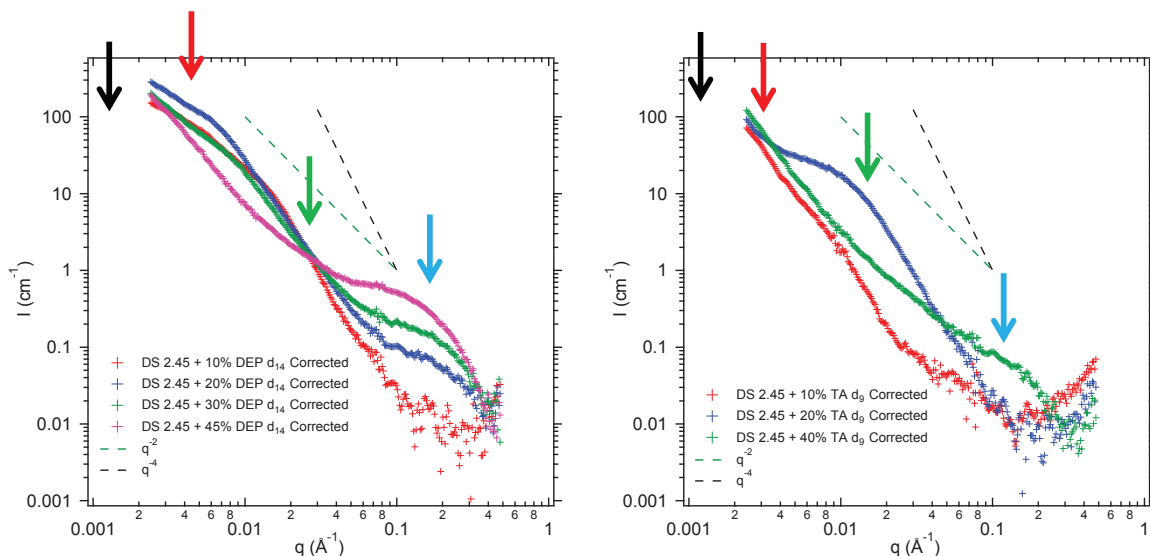 100
10
1
0.1
0.01
0.001
I (cm⁻¹)
DS 2.45 + 10% DEP d₁₄ Corrected
DS 2.45 + 20% DEP d₁₄ Corrected
DS 2.45 + 30% DEP d₁₄ Corrected
DS 2.45 + 45% DEP d₁₄ Corrected
q⁻²
q⁻⁴
0.001 2 4 6 8 0.01 2 4 6 8 0.1 2 4 6 8 1
q (Å⁻¹)
100
10
1
0.1
0.01
0.001
I (cm⁻¹)
DS 2.45 + 10% TA d₉ Corrected
DS 2.45 + 20% TA d₉ Corrected
DS 2.45 + 40% TA d₉ Corrected
q⁻²
q⁻⁴
0.001 2 4 6 8 0.01 2 4 6 8 0.1 2 4 6 8 1
q (Å⁻¹)